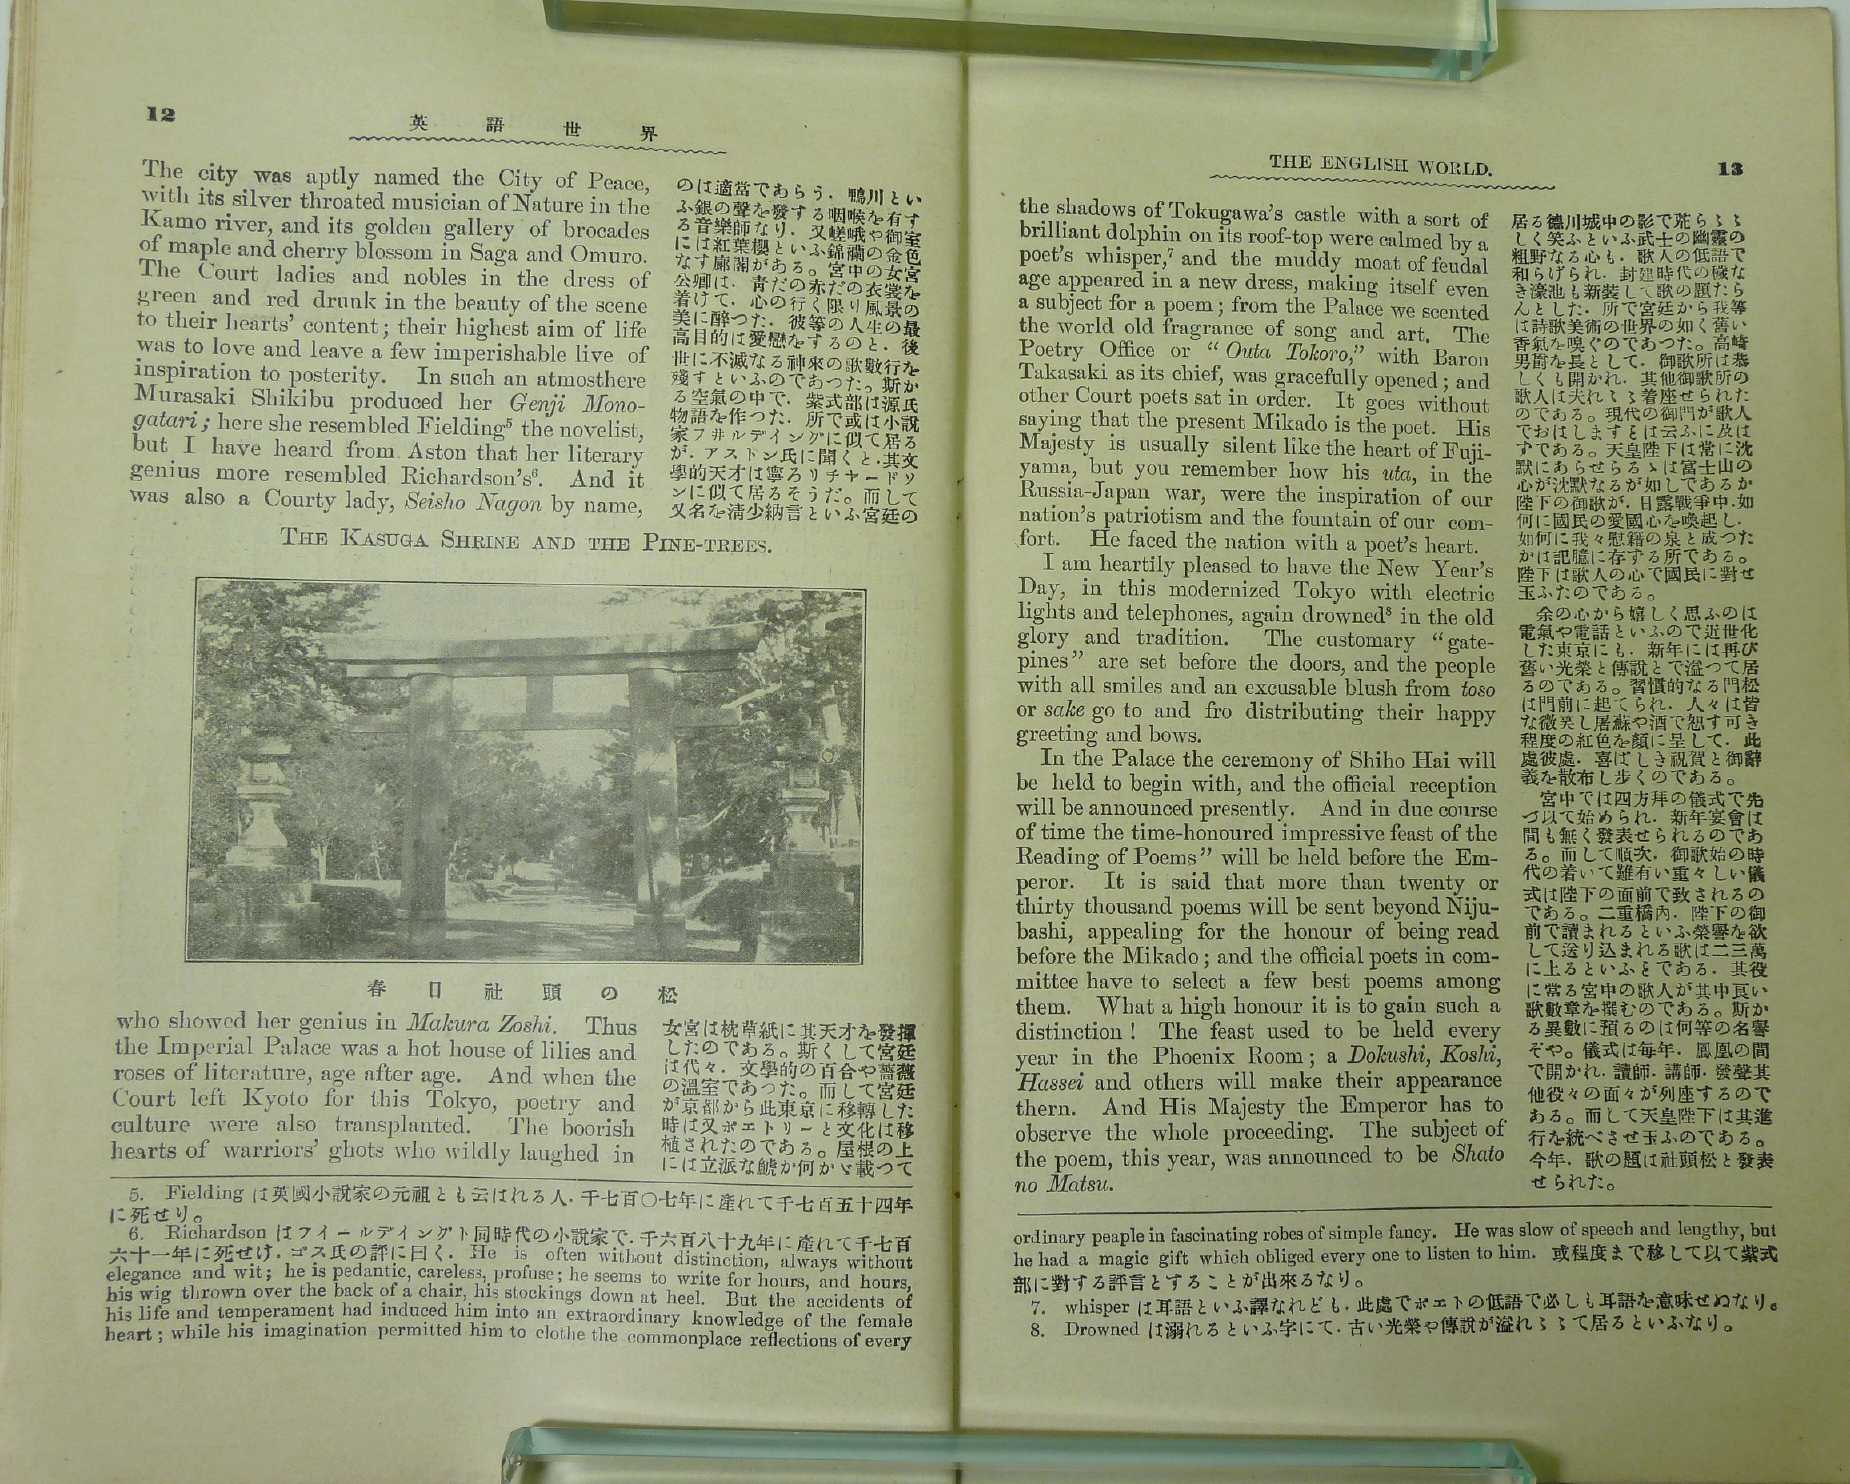 12
英語世界
The city was aptly named the City of Peace,
with its silver throated musician of Nature in the
Kamo river, and its golden gallery of brocades
of maple and cherry blossom in Saga and Omuro.
The Court ladies and nobles in the dress of
green and red drunk in the beauty of the scene
to their hearts' content; their highest aim of life
was to love and leave a few imperishable live of
inspiration to posterity. In such an atmosthere
Murasaki Shikibu produced her Genji Mono-
gatari; here she resembled Fielding⁵ the novelist,
but I have heard from Aston that her literary
genius more resembled Richardson's⁶. And it
was also a Courty lady, Seisho Nagon by name,
のは適當であらう．鴨川とい
ふ銀の聲を發する咽喉を有す
る音樂師なり．又嵯峨や御室
には紅葉櫻といふ錦繡の金色
なす廊閣がある。宮中の女宮
公卿は．青だの赤だの衣裳を
着けて．心の行く限り風景の
美に醉つた．彼等の人生の最
高目的は愛戀をするのと．後
世に不滅なる神來の歌數行を
殘すといふのであつた。斯か
る空氣の中で．紫式部は源氏
物語を作つた．所で或は小說
家フ井ルデイングに似て居る
が．アストン氏に聞くと．其文
學的天才は寧ろリチヤードソ
ンに似て居るそうだ。而して
又名を淸少納言といふ宮廷の
THE KASUGA SHRINE AND THE PINE-TREES.
春日社頭の松
who showed her genius in Makura Zoshi. Thus
the Imperial Palace was a hot house of lilies and
roses of literature, age after age. And when the
Court left Kyoto for this Tokyo, poetry and
culture were also transplanted. The boorish
hearts of warriors' ghots who wildly laughed in
女宮は枕草紙に其天才を發揮
したのである。斯くして宮廷
は代々．文學的の百合や薔薇
の溫室であつた。而して宮廷
が京都から此東京に移轉した
時は又ポエトリーと文化は移
植されたのである。屋根の上
には立派な鯱か何かゞ載つて
5. Fielding は英國小說家の元祖とも云はれる人．千七百〇七年に產れて千七百五十四年
に死せり。
6. Richardson はフイールデイングト同時代の小說家で．千六百八十九年に產れて千七百
六十一年に死せけ．ゴス氏の評に曰く．He is often without distinction, always without
elegance and wit; he is pedantic, careless, profuse; he seems to write for hours, and hours,
his wig thrown over the back of a chair, his stockings down at heel. But the accidents of
his life and temperament had induced him into an extraordinary knowledge of the female
heart; while his imagination permitted him to clothe the commonplace reflections of every
THE ENGLISH WORLD.
13
the shadows of Tokugawa's castle with a sort of
brilliant dolphin on its roof-top were calmed by a
poet's whisper,⁷ and the muddy moat of feudal
age appeared in a new dress, making itself even
a subject for a poem; from the Palace we scented
the world old fragrance of song and art. The
Poetry Office or "Outa Tokoro," with Baron
Takasaki as its chief, was gracefully opened; and
other Court poets sat in order. It goes without
saying that the present Mikado is the poet. His
Majesty is usually silent like the heart of Fuji-
yama, but you remember how his uta, in the
Russia-Japan war, were the inspiration of our
nation's patriotism and the fountain of our com-
fort. He faced the nation with a poet's heart.
I am heartily pleased to have the New Year's
Day, in this modernized Tokyo with electric
lights and telephones, again drowned⁸ in the old
glory and tradition. The customary "gate-
pines" are set before the doors, and the people
with all smiles and an excusable blush from toso
or sake go to and fro distributing their happy
greeting and bows.
In the Palace the ceremony of Shiho Hai will
be held to begin with, and the official reception
will be announced presently. And in due course
of time the time-honoured impressive feast of the
Reading of Poems" will be held before the Em-
peror. It is said that more than twenty or
thirty thousand poems will be sent beyond Niju-
bashi, appealing for the honour of being read
before the Mikado; and the official poets in com-
mittee have to select a few best poems among
them. What a high honour it is to gain such a
distinction! The feast used to be held every
year in the Phoenix Room; a Dokushi, Koshi,
Hassei and others will make their appearance
thern. And His Majesty the Emperor has to
observe the whole proceeding. The subject of
the poem, this year, was announced to be Shato
no Matsu.
居る德川城中の影で荒らゝゝ
しく笑ふといふ武士の幽靈の
粗野なる心も．歌人の低語で
和らげられ．封建時代の穢な
き濠池も新裝して歌の題たら
んとした．所で宮廷から我等
は詩歌美術の世界の如く舊い
香氣を嗅ぐのであつた。高崎
男爵を長として．御歌所は恭
しくも開かれ．其他御歌所の
歌人は夫れゝゝ着座せられた
のである。現代の御門が歌人
でおはしますとは云ふに及は
ずである。天皇陛下は常に沈
默にあらせらるゝは富士山の
心が沈默なるが如しであるか
陛下の御歌が．日露戰爭中．如
何に國民の愛國心を喚起し．
如何に我々慰藉の泉と成つた
かは記臆に存する所である。
陛下は歌人の心で國民に對せ
玉ふたのである。
余の心から嬉しく思ふのは
電氣や電話といふので近世化
した東京にも．新年には再び
舊い光榮と傳說とで溢つて居
るのである。習慣的なる門松
は門前に起てられ．人々は皆
な微笑し屠蘇や酒で恕す可き
程度の紅色を顏に呈して．此
處彼處．喜ばしき祝賀と御辭
義を散布し步くのである。
宮中では四方拜の儀式で先
づ以て始められ．新年宴會は
間も無く發表せられるのであ
る。而して順次．御歌始の時
代の着いて難有い重々しい儀
式は陛下の面前で致されるの
である。二重橋內．陛下の御
前で讀まれるといふ榮譽を欲
して送り込まれる歌は二三萬
に上るといふとである．其役
に當る宮中の歌人が其中良い
歌數章を撰むのである。斯か
る異數に預るのは何等の名譽
ぞや。儀式は每年．鳳凰の間
で開かれ．讀師．講師．發聲其
他役々の面々が列座するので
ある。而して天皇陛下は其進
行を統べさせ玉ふのである。
今年．歌の題は社頭松と發表
せられた。
ordinary peaple in fascinating robes of simple fancy. He was slow of speech and lengthy, but
he had a magic gift which obliged every one to listen to him. 或程度まで移して以て紫式
部に對する評言とすることが出來るなり。
7. whisper は耳語といふ譯なれども．此處でポエトの低語で必しも耳語を意味せぬなり。
8. Drowned は溺れるといふ字にて．古い光榮や傳說が溢れゝゝて居るといふなり。